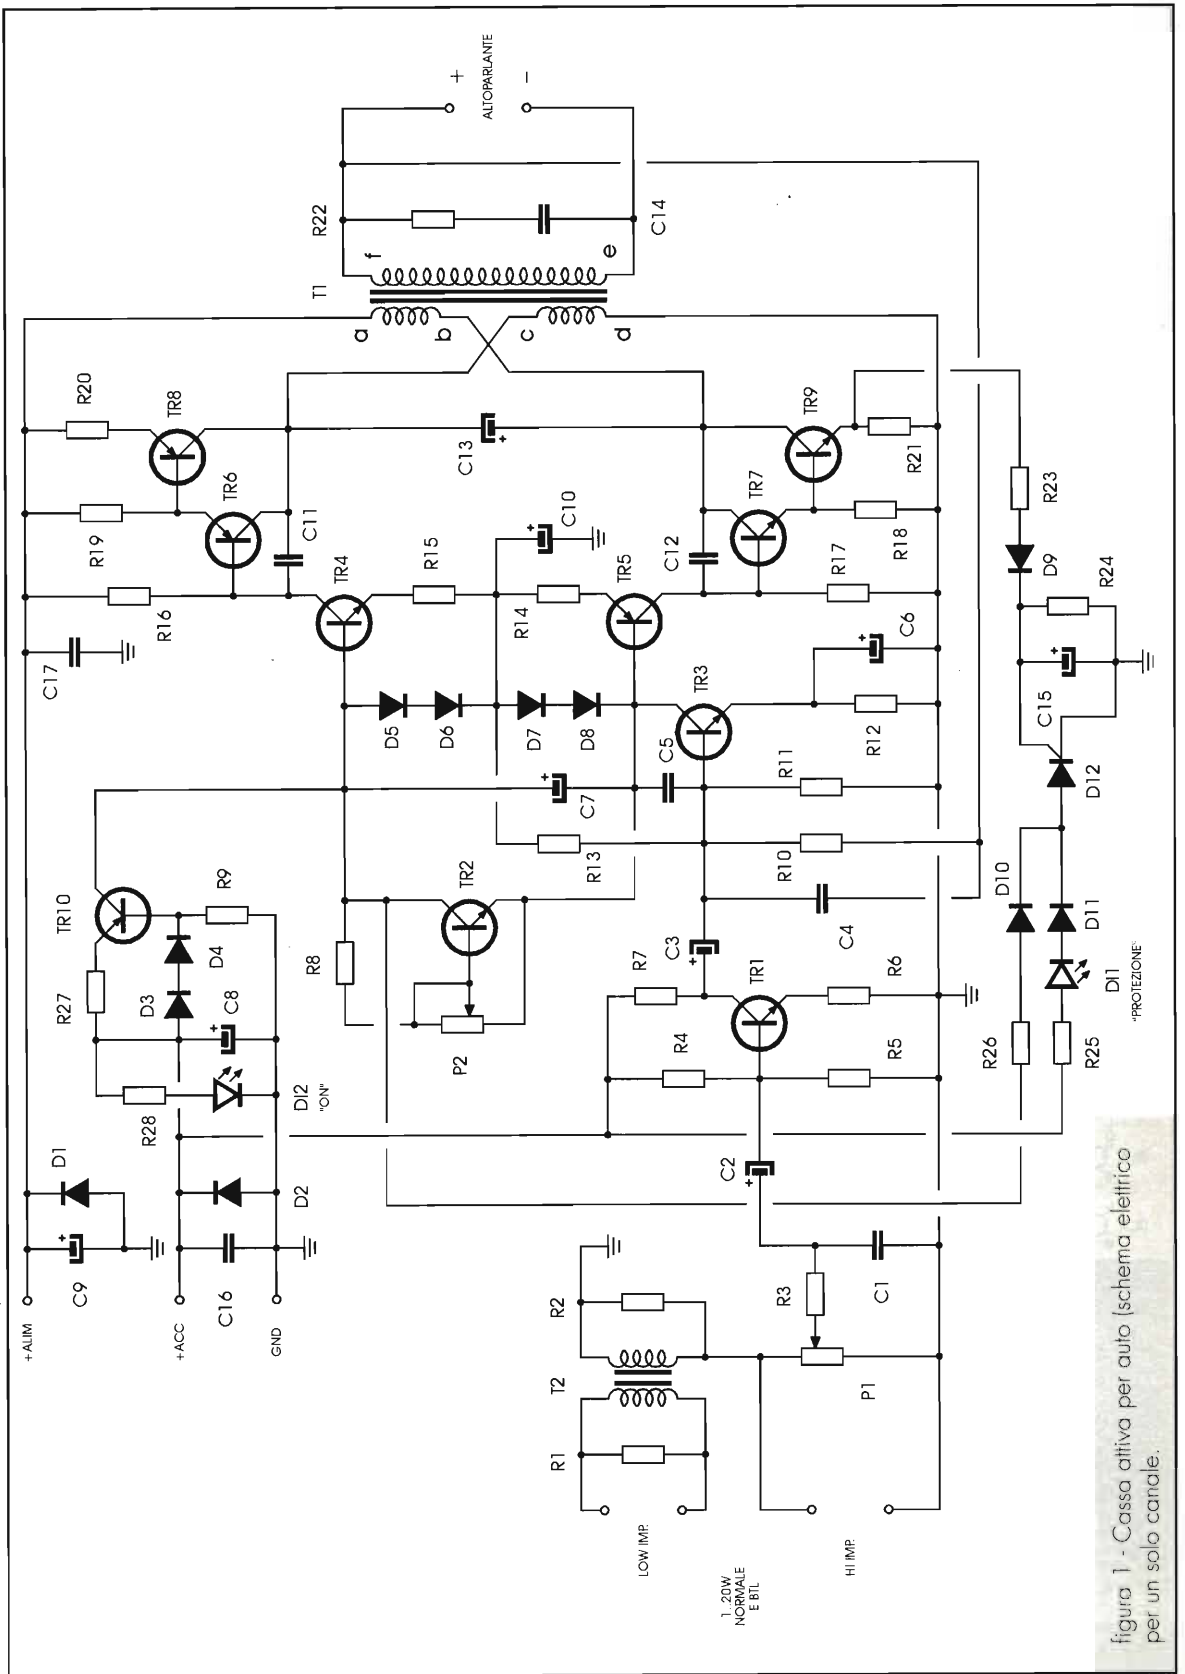 +ALIM
C9
D1
+ACC
C16
D2
GND
R28
DI2
"ON"
R27
D3
C8
D4
TR10
R9
C17
R16
R19
TR6
R20
TR8
C11
R8
P2
TR2
TR4
D5
D6
D7
D8
R15
R14
C10
C13
T1
a
b
c
d
f
e
R22
C14
+
ALTOPARLANTE
-
LOW IMP.
R1
T2
R2
1..20W
NORMALE
E BTL
HI IMP.
P1
R3
C1
C2
R4
R5
R7
TR1
R6
C3
C4
R13
R10
C7
C5
R11
TR3
R12
C6
TR5
C12
R17
TR7
R18
TR9
R21
R26
R25
DI1
"PROTEZIONE"
D10
D11
D12
C15
R24
D9
R23
figura 1 - Cassa attiva per auto (schema elettrico
per un solo canale.